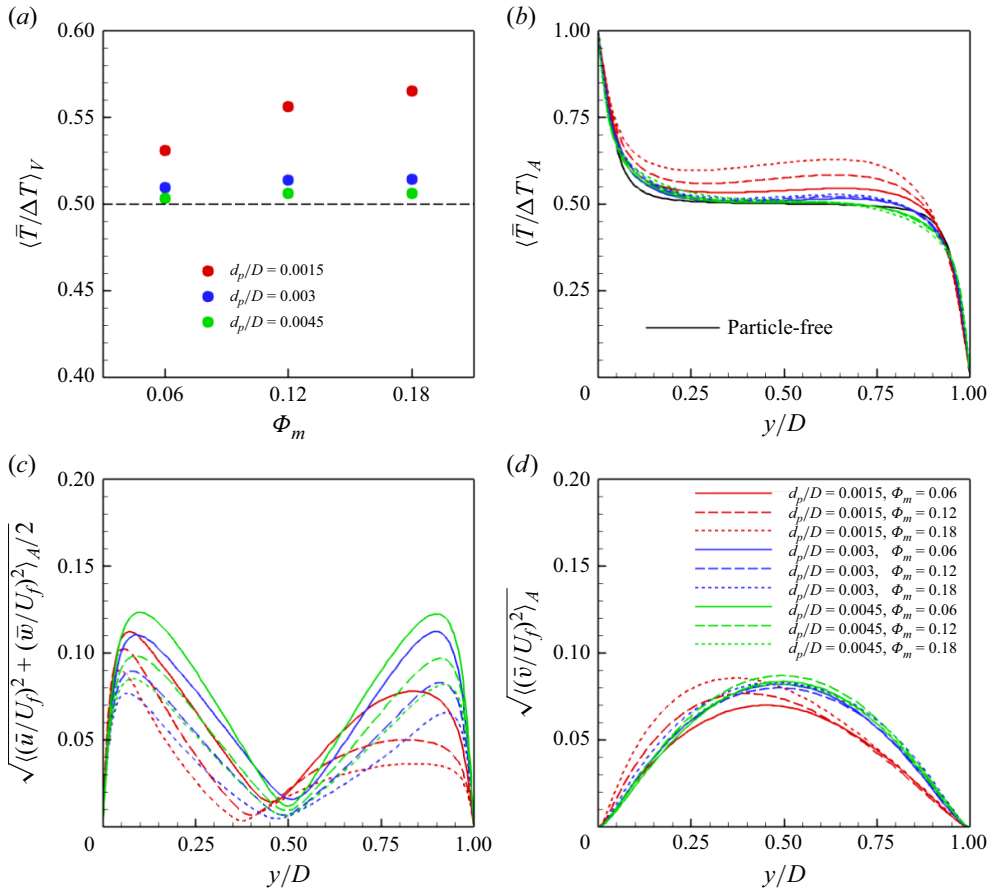 (a)
0.60
0.55
0.50
0.45
0.40
⟨T̅/ΔT⟩_V
d_p/D = 0.0015
d_p/D = 0.003
d_p/D = 0.0045
0.06 0.12 0.18
Φ_m
(b)
1.00
0.75
0.50
0.25
⟨T̅/ΔT⟩_A
Particle-free
0 0.25 0.50 0.75 1.00
y/D
(c)
0.20
0.15
0.10
0.05
√⟨(u̅/U_f)² + (w̅/U_f)²⟩_A/2
0 0.25 0.50 0.75 1.00
y/D
(d)
0.20
0.15
0.10
0.05
√⟨(v̅/U_f)²⟩_A
d_p/D = 0.0015, Φ_m = 0.06
d_p/D = 0.0015, Φ_m = 0.12
d_p/D = 0.0015, Φ_m = 0.18
d_p/D = 0.003, Φ_m = 0.06
d_p/D = 0.003, Φ_m = 0.12
d_p/D = 0.003, Φ_m = 0.18
d_p/D = 0.0045, Φ_m = 0.06
d_p/D = 0.0045, Φ_m = 0.12
d_p/D = 0.0045, Φ_m = 0.18
0 0.25 0.50 0.75 1.00
y/D